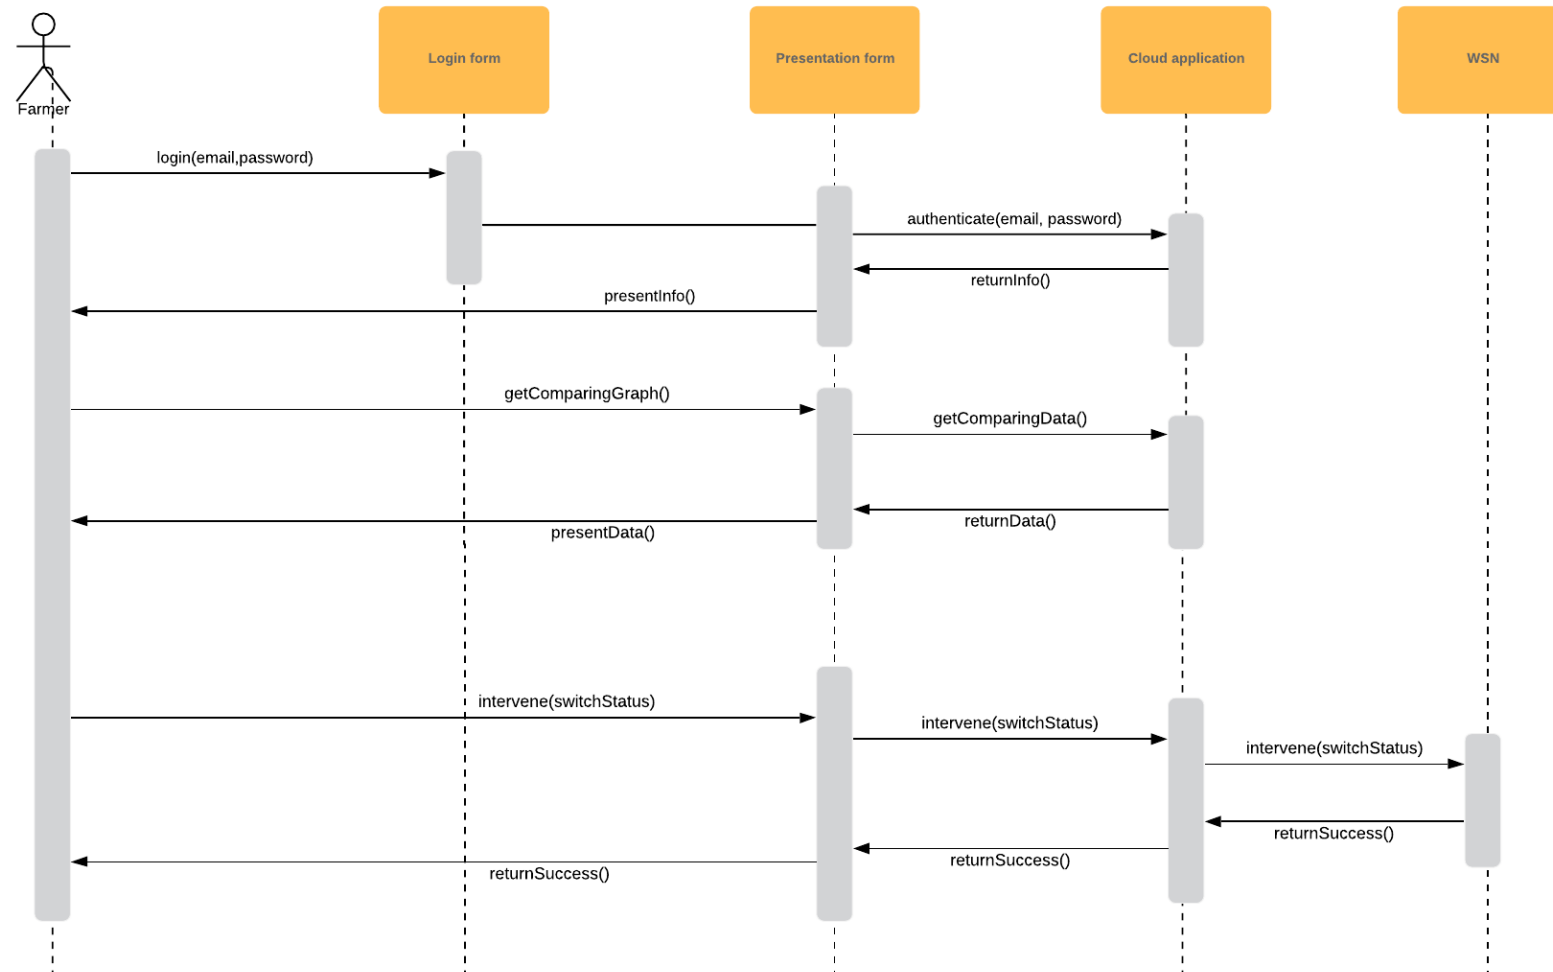 Farmer
Login form
Presentation form
Cloud application
WSN
login(email,password)
authenticate(email, password)
returnInfo()
presentInfo()
getComparingGraph()
getComparingData()
returnData()
presentData()
intervene(switchStatus)
intervene(switchStatus)
intervene(switchStatus)
returnSuccess()
returnSuccess()
returnSuccess()